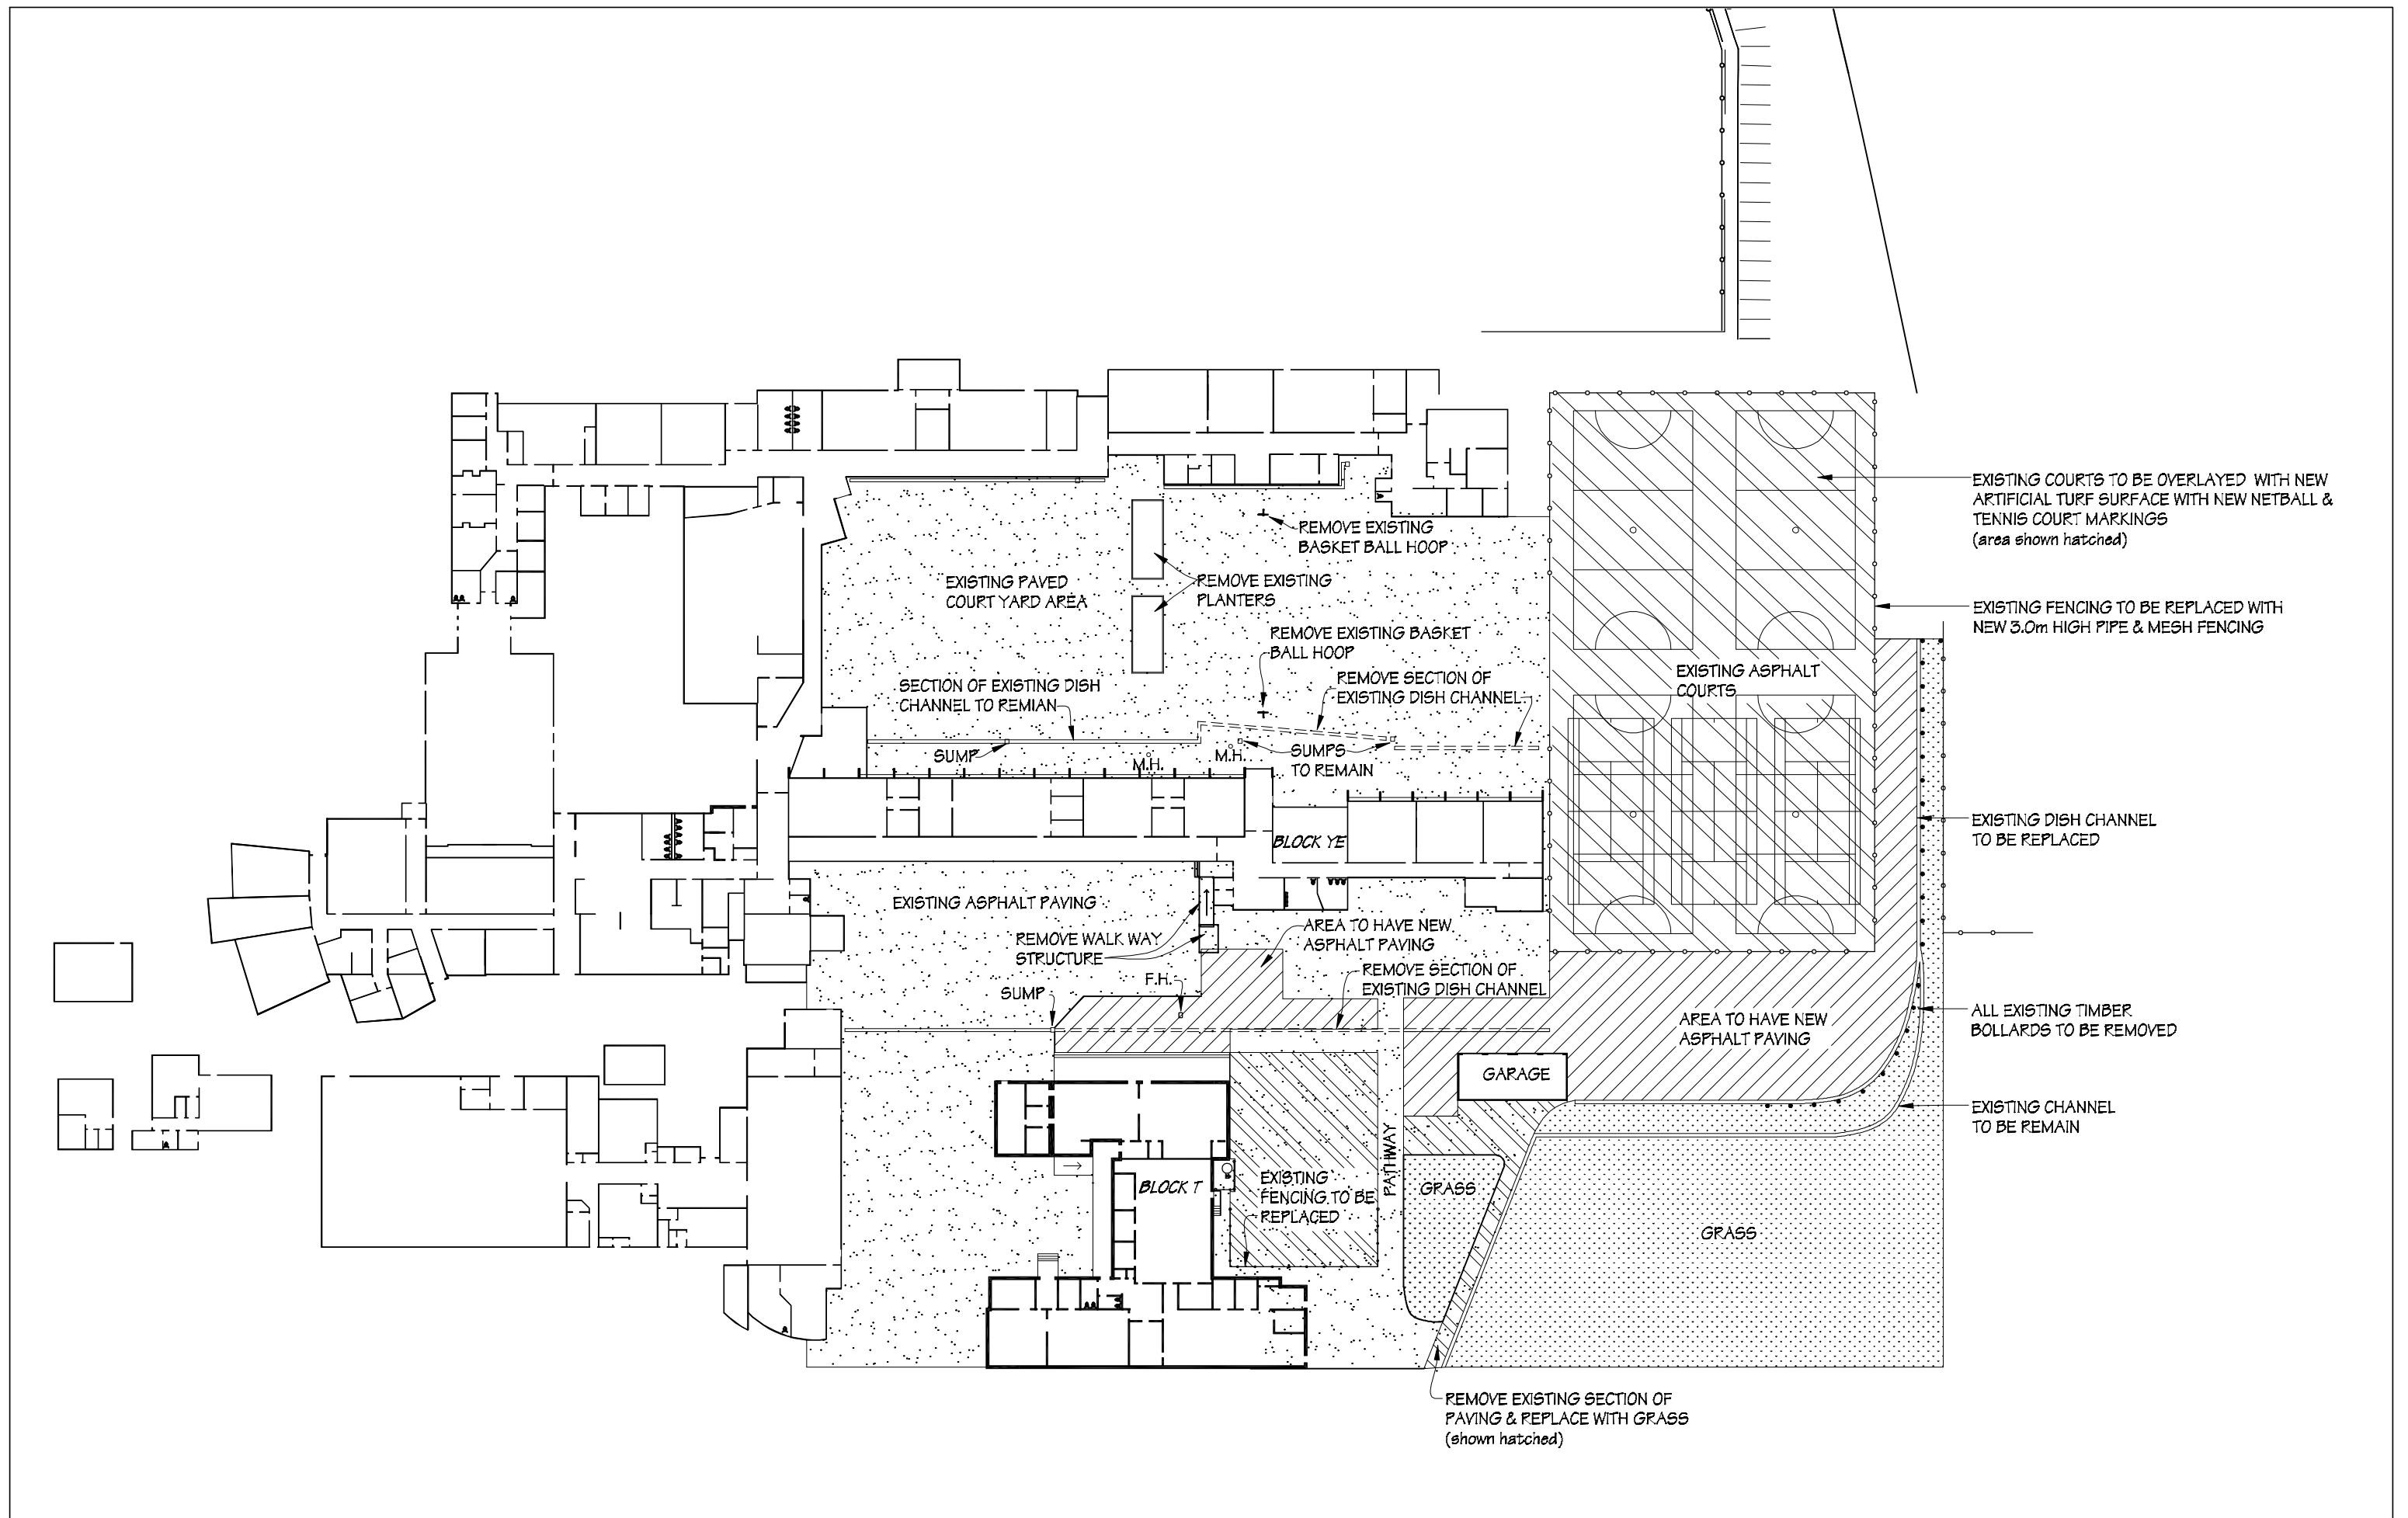 EXISTING COURTS TO BE OVERLAYED WITH NEW
ARTIFICIAL TURF SURFACE WITH NEW NETBALL &
TENNIS COURT MARKINGS
(area shown hatched)
REMOVE EXISTING
BASKET BALL HOOP
EXISTING PAVED
COURT YARD AREA
REMOVE EXISTING
PLANTERS
EXISTING FENCING TO BE REPLACED WITH
NEW 3.0m HIGH PIPE & MESH FENCING
REMOVE EXISTING BASKET
BALL HOOP
EXISTING ASPHALT
COURTS
SECTION OF EXISTING DISH
CHANNEL TO REMIAN
REMOVE SECTION OF
EXISTING DISH CHANNEL
SUMP
M.H.
M.H.
SUMPS
TO REMAIN
EXISTING DISH CHANNEL
TO BE REPLACED
BLOCK YE
EXISTING ASPHALT PAVING
REMOVE WALK WAY
STRUCTURE
AREA TO HAVE NEW
ASPHALT PAVING
REMOVE SECTION OF
EXISTING DISH CHANNEL
F.H.
SUMP
AREA TO HAVE NEW
ASPHALT PAVING
ALL EXISTING TIMBER
BOLLARDS TO BE REMOVED
GARAGE
EXISTING CHANNEL
TO BE REMAIN
PATHWAY
BLOCK T
EXISTING
FENCING TO BE
REPLACED
GRASS
GRASS
REMOVE EXISTING SECTION OF
PAVING & REPLACE WITH GRASS
(shown hatched)